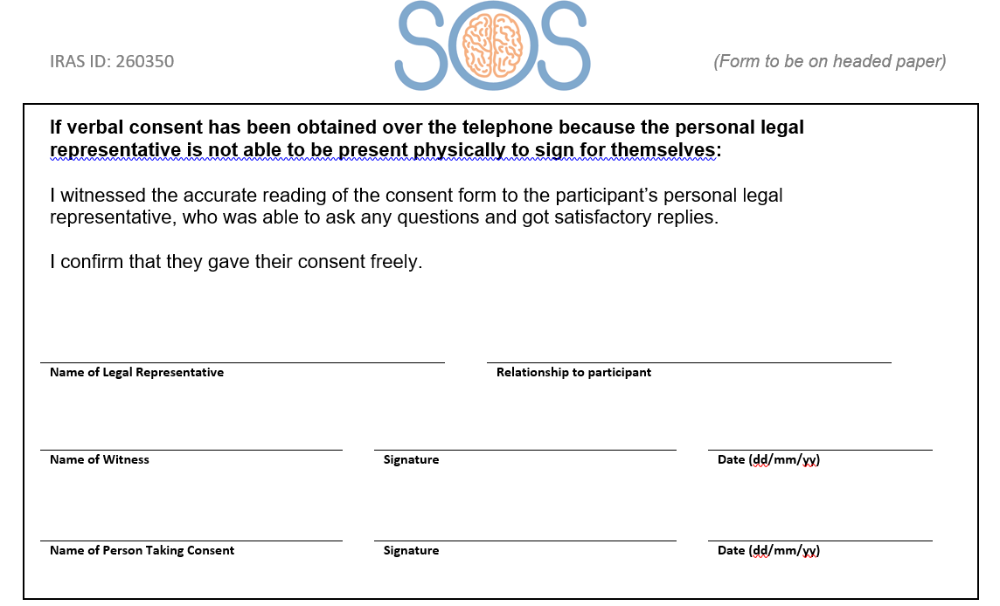 IRAS ID: 260350
SOS
(Form to be on headed paper)
If verbal consent has been obtained over the telephone because the personal legal
representative is not able to be present physically to sign for themselves:
I witnessed the accurate reading of the consent form to the participant’s personal legal
representative, who was able to ask any questions and got satisfactory replies.
I confirm that they gave their consent freely.
Name of Legal Representative
Relationship to participant
Name of Witness
Signature
Date (dd/mm/yy)
Name of Person Taking Consent
Signature
Date (dd/mm/yy)